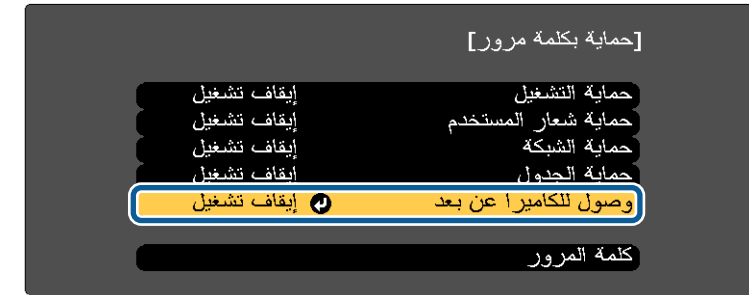 [حماية بكلمة مرور]
حماية التشغيل إيقاف تشغيل
حماية شعار المستخدم إيقاف تشغيل
حماية الشبكة إيقاف تشغيل
حماية الجدول إيقاف تشغيل
وصول للكاميرا عن بعد إيقاف تشغيل
كلمة المرور